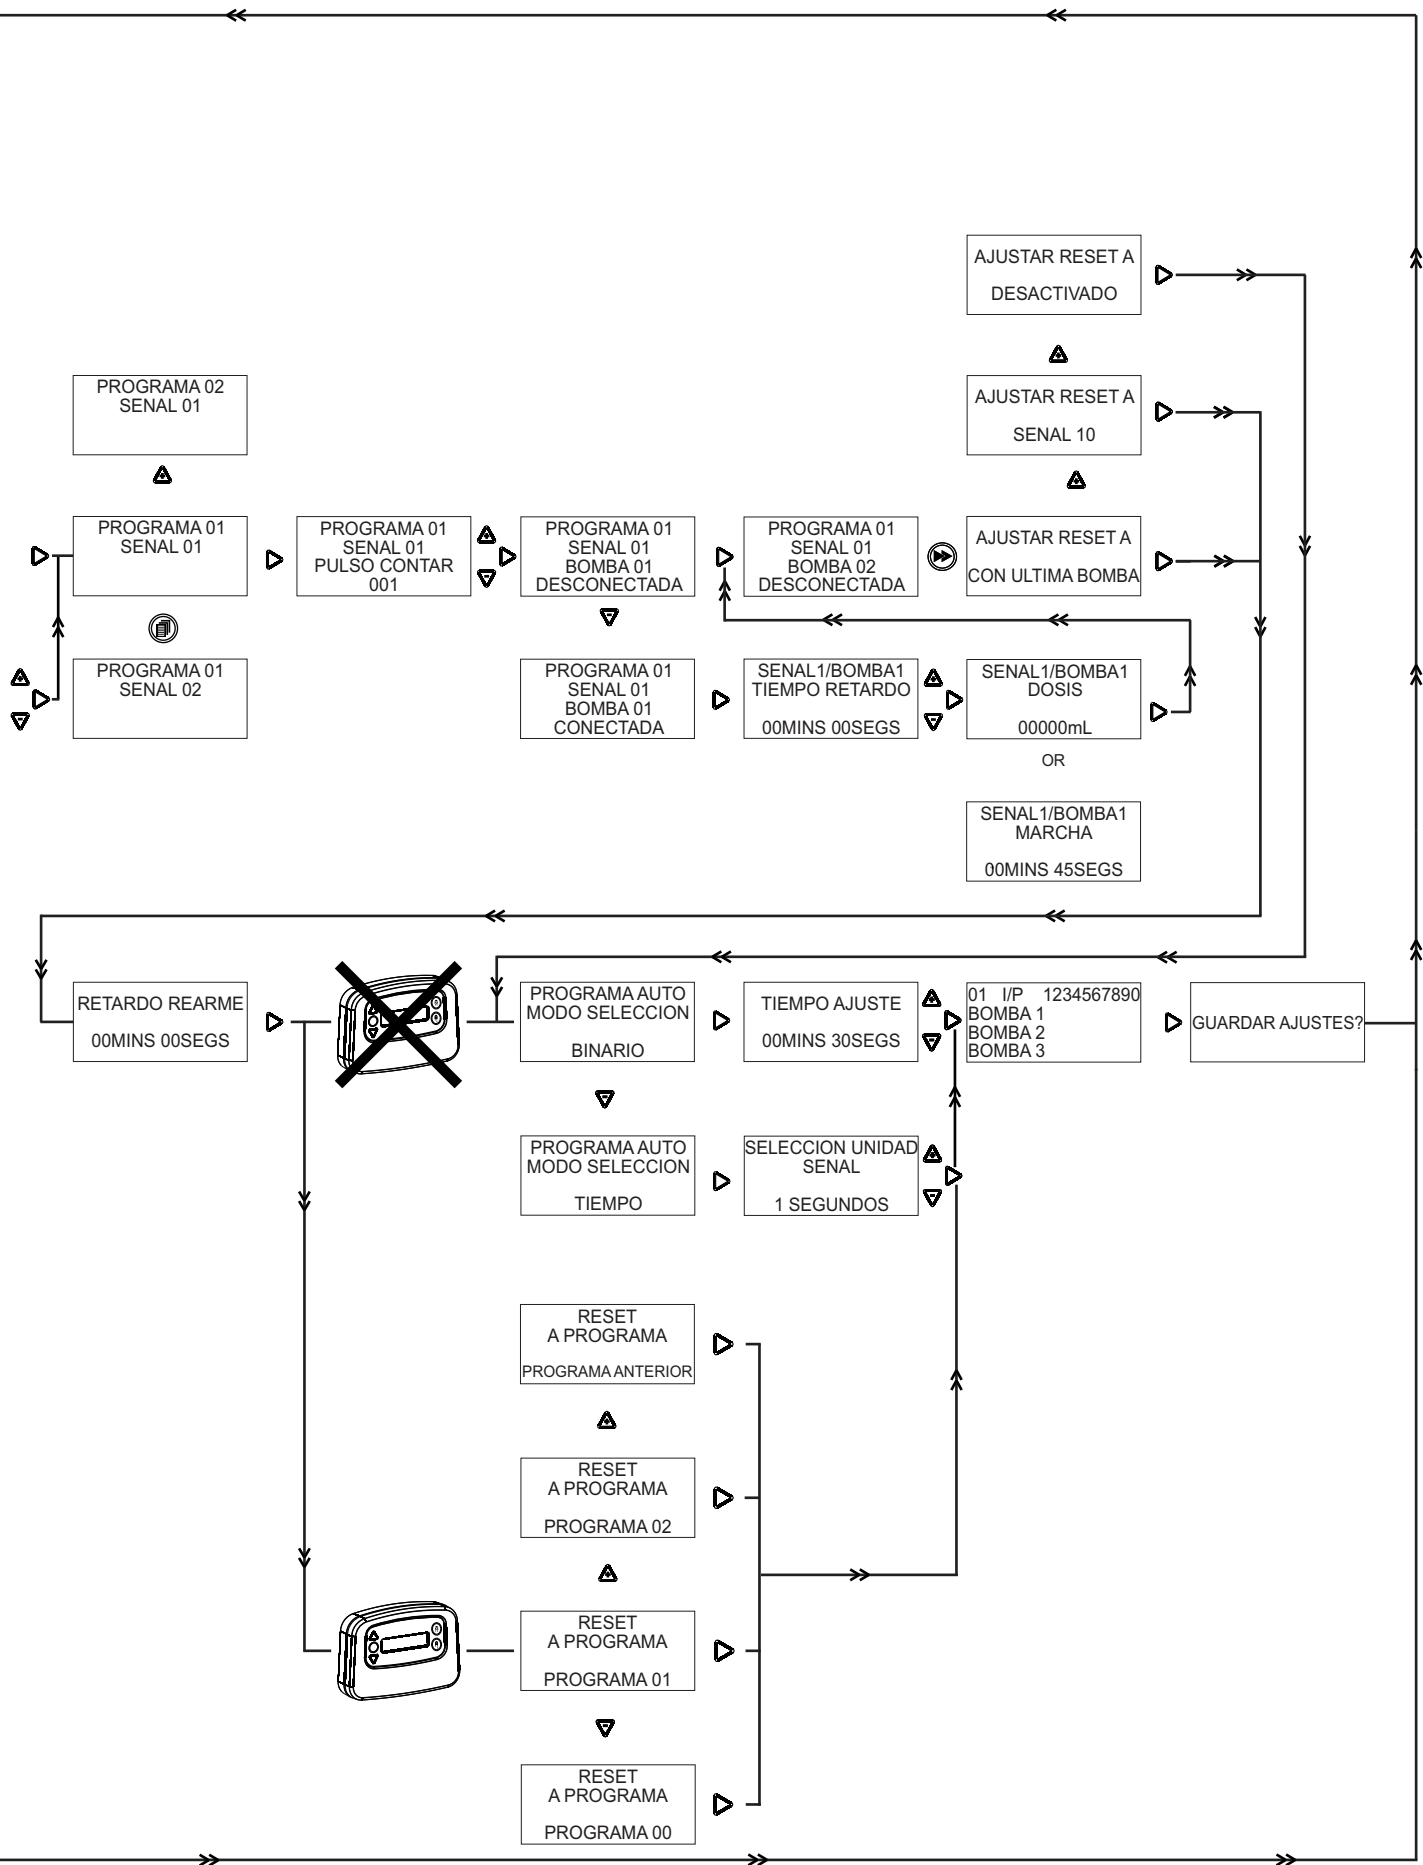 AJUSTAR RESET A
DESACTIVADO
PROGRAMA 02
SENAL 01
AJUSTAR RESET A
SENAL 10
PROGRAMA 01
SENAL 01
PROGRAMA 01
SENAL 01
PULSO CONTAR
001
PROGRAMA 01
SENAL 01
BOMBA 01
DESCONECTADA
PROGRAMA 01
SENAL 01
BOMBA 02
DESCONECTADA
AJUSTAR RESET A
CON ULTIMA BOMBA
PROGRAMA 01
SENAL 02
PROGRAMA 01
SENAL 01
BOMBA 01
CONECTADA
SENAL1/BOMBA1
TIEMPO RETARDO
00MINS 00SEGS
SENAL1/BOMBA1
DOSIS
00000mL
OR
SENAL1/BOMBA1
MARCHA
00MINS 45SEGS
RETARDO REARME
00MINS 00SEGS
PROGRAMA AUTO
MODO SELECCION
BINARIO
TIEMPO AJUSTE
00MINS 30SEGS
01 I/P 1234567890
BOMBA 1
BOMBA 2
BOMBA 3
GUARDAR AJUSTES?
PROGRAMA AUTO
MODO SELECCION
TIEMPO
SELECCION UNIDAD
SENAL
1 SEGUNDOS
RESET
A PROGRAMA
PROGRAMA ANTERIOR
RESET
A PROGRAMA
PROGRAMA 02
RESET
A PROGRAMA
PROGRAMA 01
RESET
A PROGRAMA
PROGRAMA 00